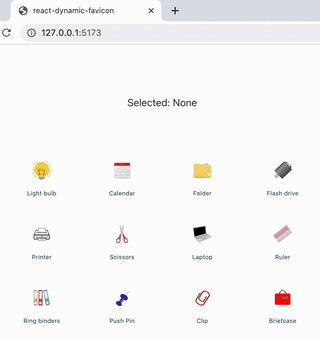 react-dynamic-favicon
127.0.0.1:5173
Selected: None
Light bulb Calendar Folder Flash drive
Printer Scissors Laptop Ruler
Ring binders Push Pin Clip Briefcase